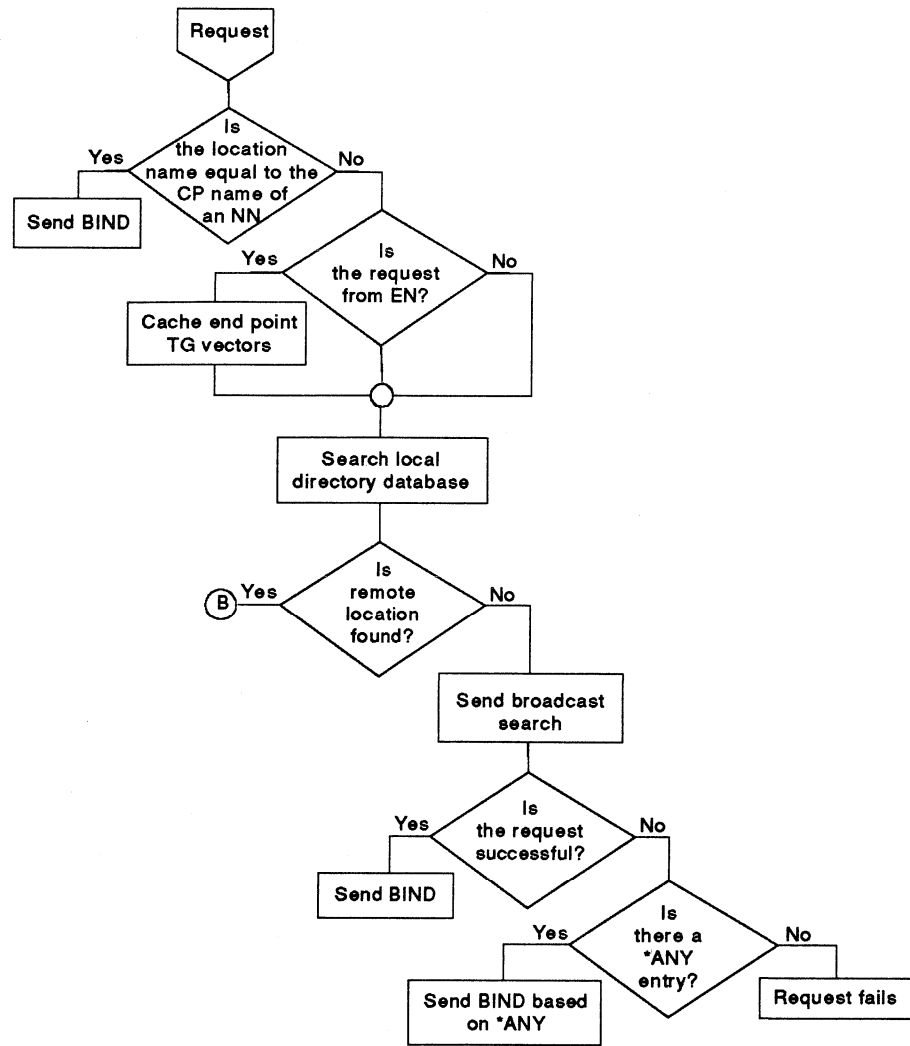 Request
Is
the location
name equal to the
CP name of
an NN
Yes
No
Send BIND
Is
the request
from EN?
Yes
No
Cache end point
TG vectors
Search local
directory database
Is
remote
location
found?
B
Yes
No
Send broadcast
search
Is
the request
successful?
Yes
No
Send BIND
Is
there a
*ANY
entry?
Yes
No
Send BIND based
on *ANY
Request fails